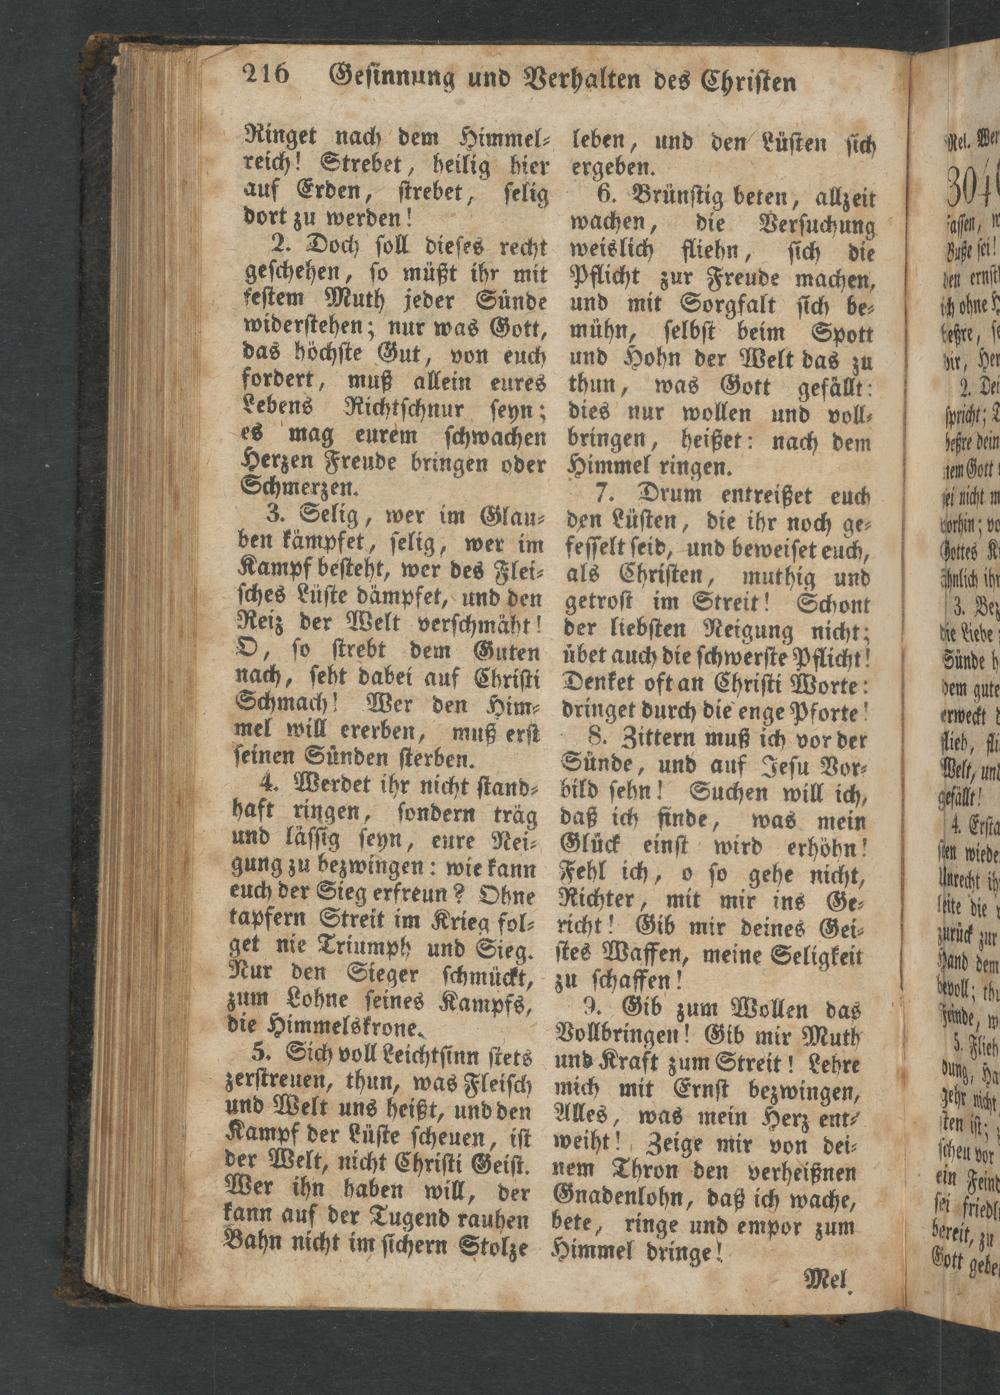 216 Gesinnung und Verhalten des Christen
Ringet nach dem Himmel-
reich! Strebet, heilig hier
auf Erden, strebet, selig
dort zu werden!
2. Doch soll dieses recht
geschehen, so müßt ihr mit
festem Muth jeder Sünde
widerstehen; nur was Gott,
das höchste Gut, von euch
fordert, muß allein eures
Lebens Richtschnur seyn;
es mag eurem schwachen
Herzen Freude bringen oder
Schmerzen.
3. Selig, wer im Glau-
ben kämpfet, selig, wer im
Kampf besteht, wer des Flei-
sches Lüste dämpfet, und den
Reiz der Welt verschmäht!
O, so strebt dem Guten
nach, seht dabei auf Christi
Schmach! Wer den Him-
mel will ererben, muß erst
seinen Sünden sterben.
4. Werdet ihr nicht stand-
haft ringen, sondern träg
und lässig seyn, eure Nei-
gung zu bezwingen: wie kann
euch der Sieg erfreun? Ohne
tapfern Streit im Krieg fol-
get nie Triumph und Sieg.
Nur den Sieger schmückt,
zum Lohne seines Kampfs,
die Himmelskrone.
5. Sich voll Leichtsinn stets
zerstreuen, thun, was Fleisch
und Welt uns heißt, und den
Kampf der Lüste scheuen, ist
der Welt, nicht Christi Geist.
Wer ihn haben will, der
kann auf der Tugend rauhen
Bahn nicht im sichern Stolze
leben, und den Lüsten sich
ergeben.
6. Brünstig beten, allzeit
wachen, die Versuchung
weislich fliehn, sich die
Pflicht zur Freude machen,
und mit Sorgfalt sich be-
mühn, selbst beim Spott
und Hohn der Welt das zu
thun, was Gott gefällt:
dies nur wollen und voll-
bringen, heißet: nach dem
Himmel ringen.
7. Drum entreißet euch
den Lüsten, die ihr noch ge-
fesselt seid, und beweiset euch,
als Christen, muthig und
getrost im Streit! Schont
der liebsten Neigung nicht;
übet auch die schwerste Pflicht!
Denket oft an Christi Worte:
dringet durch die enge Pforte!
8. Zittern muß ich vor der
Sünde, und auf Jesu Vor-
bild sehn! Suchen will ich,
daß ich finde, was mein
Glück einst wird erhöhn!
Fehl ich, o so gehe nicht,
Richter, mit mir ins Ge-
richt! Gib mir deines Gei-
stes Waffen, meine Seligkeit
zu schaffen!
9. Gib zum Wollen das
Vollbringen! Gib mir Muth
und Kraft zum Streit! Lehre
mich mit Ernst bezwingen,
Alles, was mein Herz ent-
weiht! Zeige mir von dei-
nem Thron den verheißnen
Gnadenlohn, daß ich wache,
bete, ringe und empor zum
Himmel dringe!
Mel.